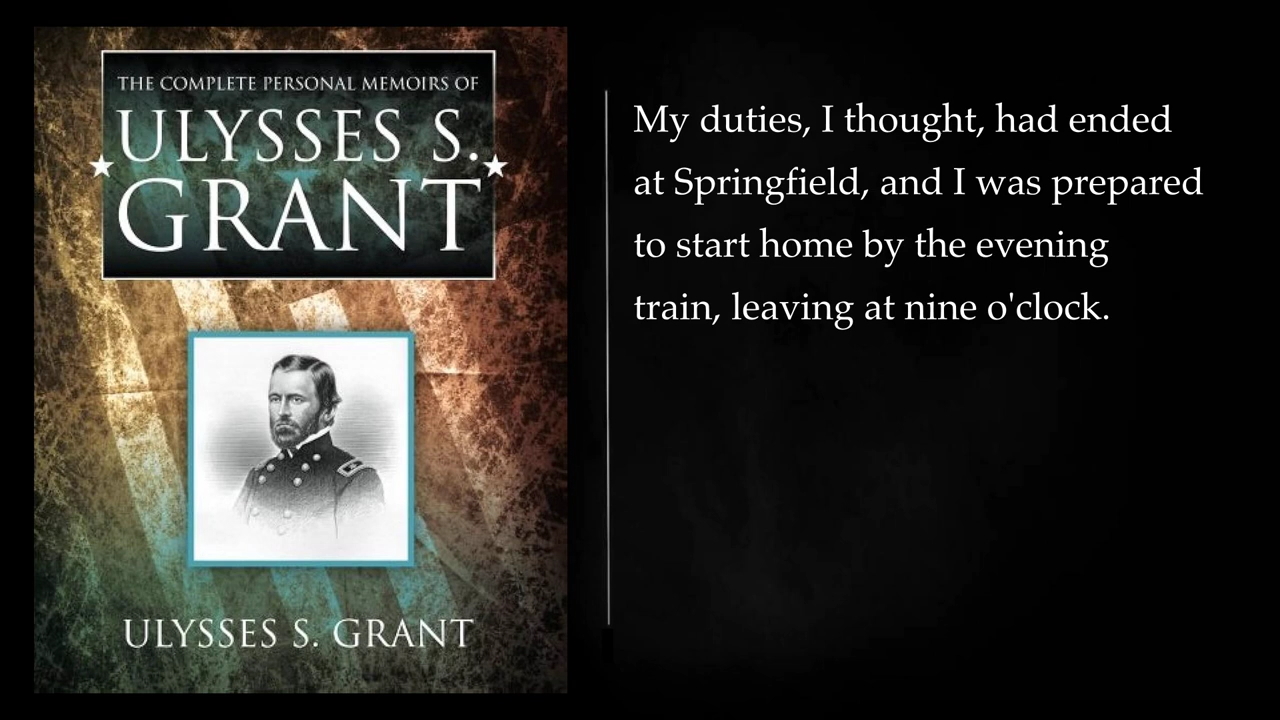 THE COMPLETE PERSONAL MEMOIRS OF
ULYSSES S.
GRANT
ULYSSES S. GRANT
My duties, I thought, had ended
at Springfield, and I was prepared
to start home by the evening
train, leaving at nine o'clock.